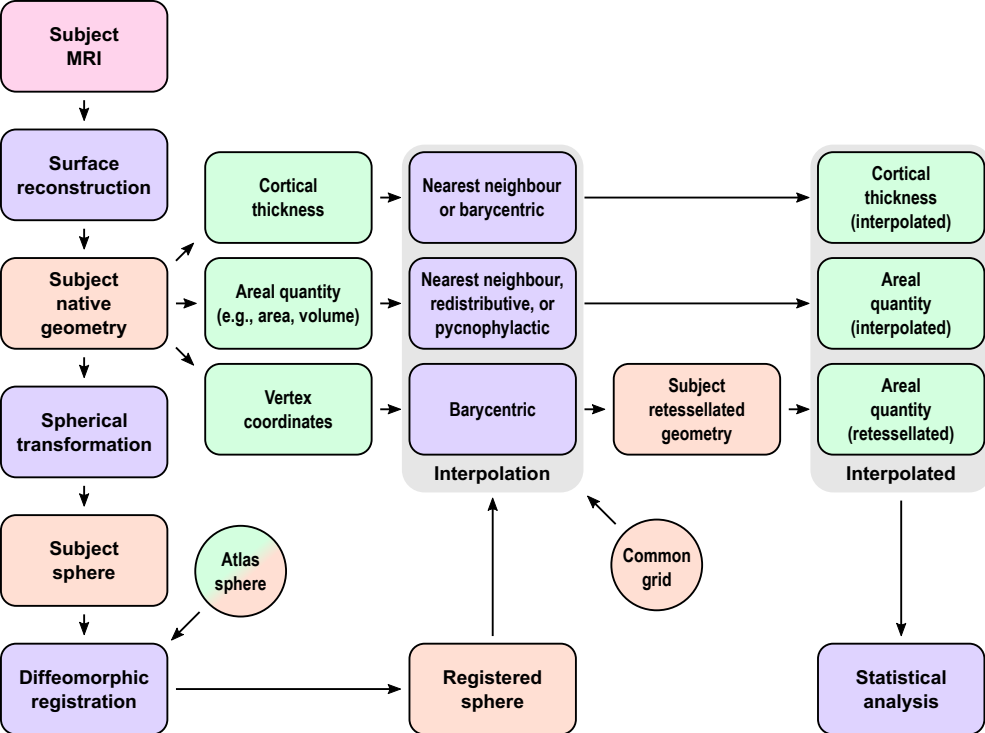 Subject
MRI
Surface
reconstruction
Subject
native
geometry
Spherical
transformation
Subject
sphere
Diffeomorphic
registration
Atlas
sphere
Cortical
thickness
Areal quantity
(e.g., area, volume)
Vertex
coordinates
Nearest neighbour
or barycentric
Nearest neighbour,
redistributive, or
pycnophylactic
Barycentric
Interpolation
Registered
sphere
Common
grid
Subject
retessellated
geometry
Cortical
thickness
(interpolated)
Areal
quantity
(interpolated)
Areal
quantity
(retessellated)
Interpolated
Statistical
analysis